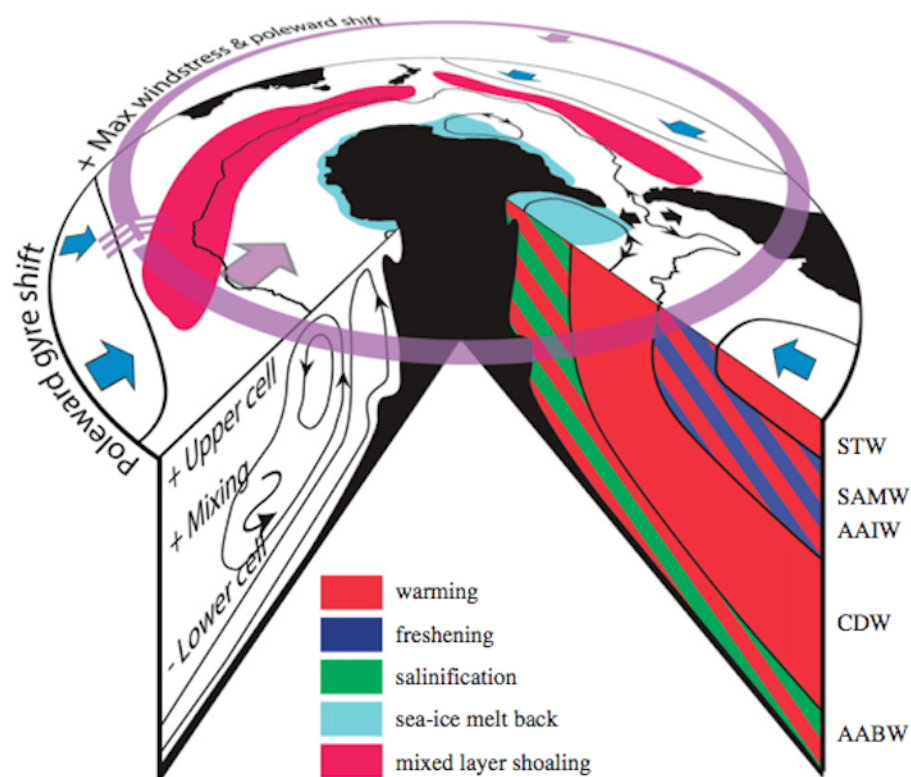 + Max windstress & poleward shift
Poleward gyre shift
+ Upper cell
+ Mixing
- Lower cell
warming
freshening
salinification
sea-ice melt back
mixed layer shoaling
STW
SAMW
AAIW
CDW
AABW